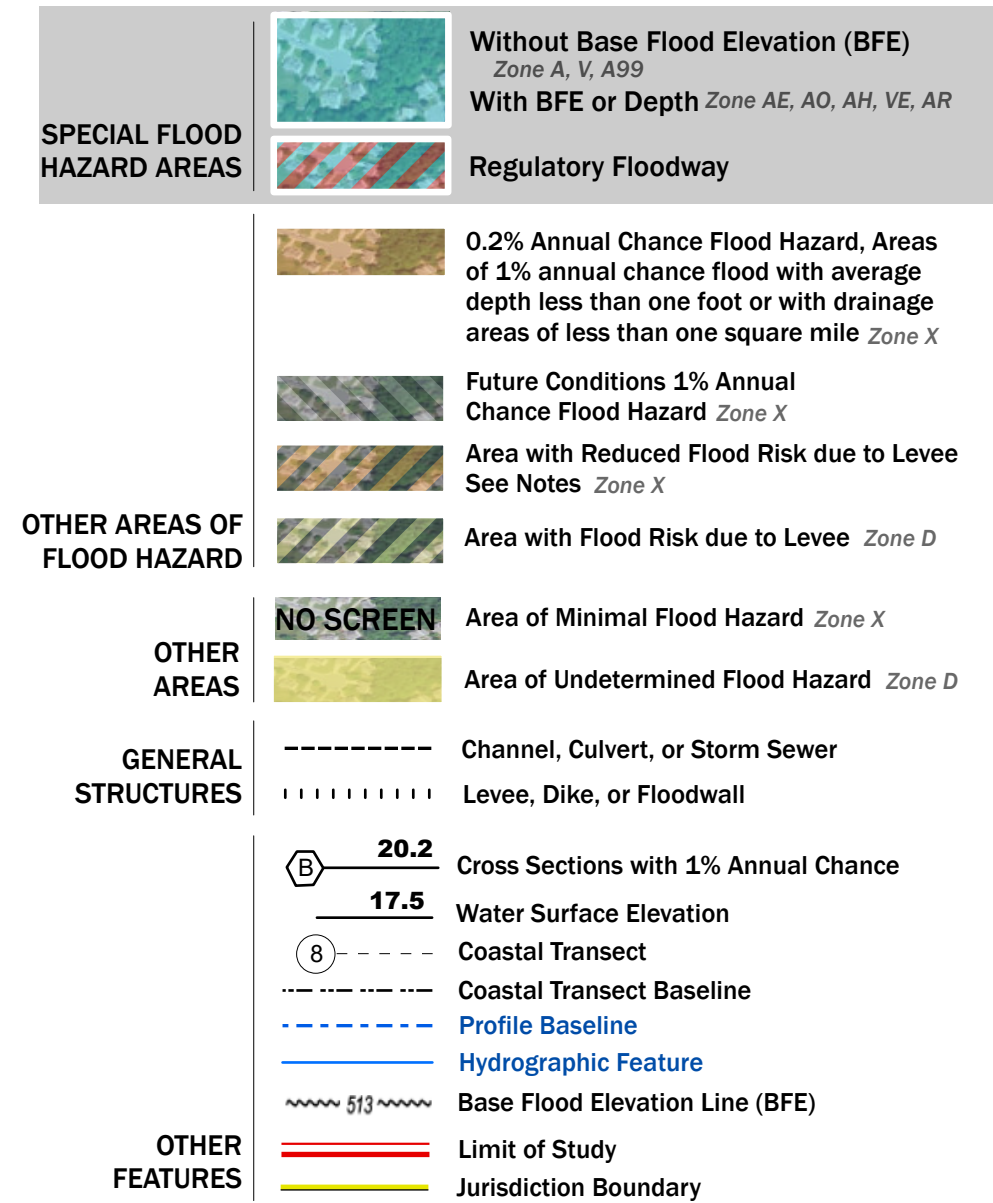 SPECIAL FLOOD
HAZARD AREAS
Without Base Flood Elevation (BFE)
Zone A, V, A99
With BFE or Depth Zone AE, AO, AH, VE, AR
Regulatory Floodway
OTHER AREAS OF
FLOOD HAZARD
0.2% Annual Chance Flood Hazard, Areas
of 1% annual chance flood with average
depth less than one foot or with drainage
areas of less than one square mile Zone X
Future Conditions 1% Annual
Chance Flood Hazard Zone X
Area with Reduced Flood Risk due to Levee
See Notes Zone X
Area with Flood Risk due to Levee Zone D
OTHER
AREAS
NO SCREEN Area of Minimal Flood Hazard Zone X
Area of Undetermined Flood Hazard Zone D
GENERAL
STRUCTURES
Channel, Culvert, or Storm Sewer
Levee, Dike, or Floodwall
OTHER
FEATURES
B 20.2 Cross Sections with 1% Annual Chance
17.5 Water Surface Elevation
8 Coastal Transect
Coastal Transect Baseline
Profile Baseline
Hydrographic Feature
513 Base Flood Elevation Line (BFE)
Limit of Study
Jurisdiction Boundary